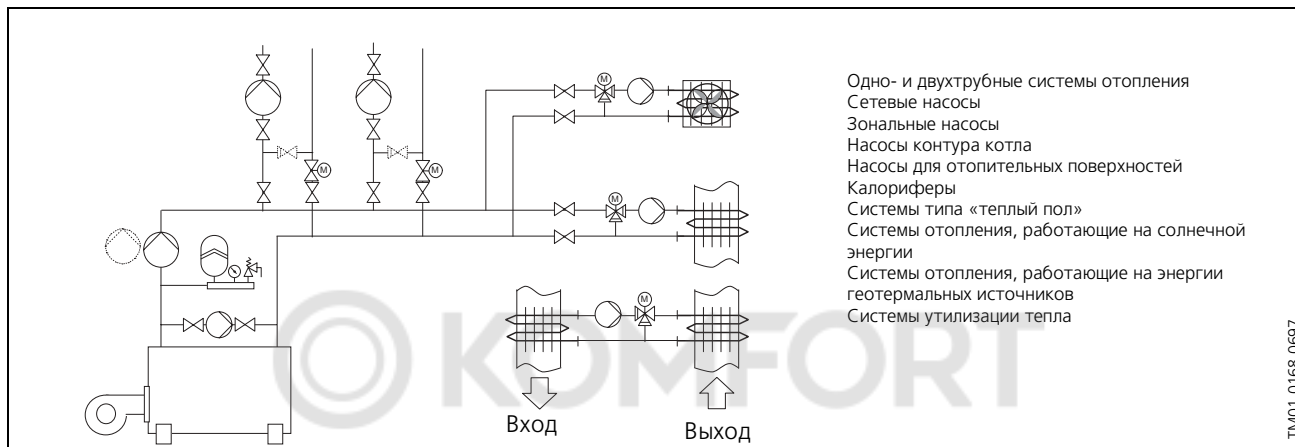 M
M
M
M
M
Одно- и двухтрубные системы отопления
Сетевые насосы
Зональные насосы
Насосы контура котла
Насосы для отопительных поверхностей
Калориферы
Системы типа «теплый пол»
Системы отопления, работающие на солнечной
энергии
Системы отопления, работающие на энергии
геотермальных источников
Системы утилизации тепла
KOMFORT
Вход
Выход
TM01 0168 0697